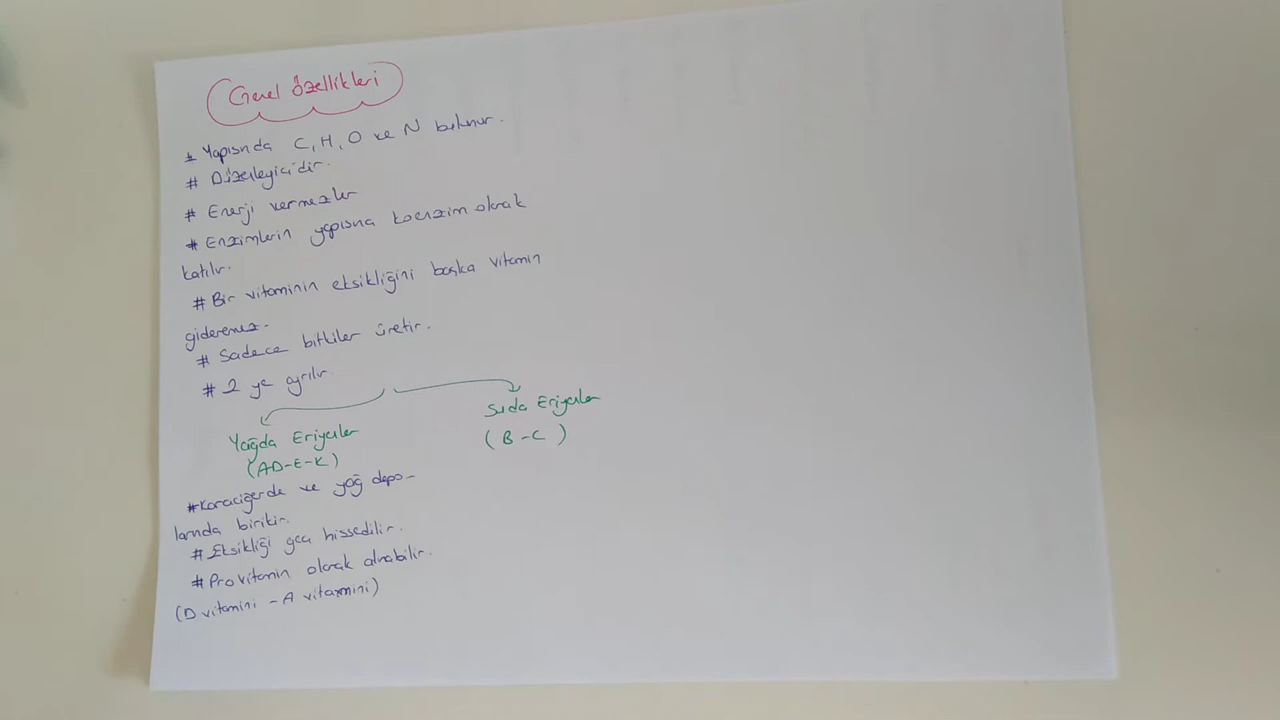 Genel özellikleri
* Yapısında C, H, O ve N bulunur.
# Düzenleyicidir.
# Enerji vermezler
# Enzimlerin yapısına koenzim olarak
katılır.
# Bir vitaminin eksikliğini başka vitamin
gideremez.
# Sadece bitkiler üretir.
# 2 ye ayrılır.
Yağda Eriyenler
(A-D-E-K)
Suda Eriyenler
(B-C)
# Karaciğerde ve yağ depo-
larında birikir.
# Eksikliği geç hissedilir.
# Provitamin olarak alınabilir.
(D vitamini - A vitamini)